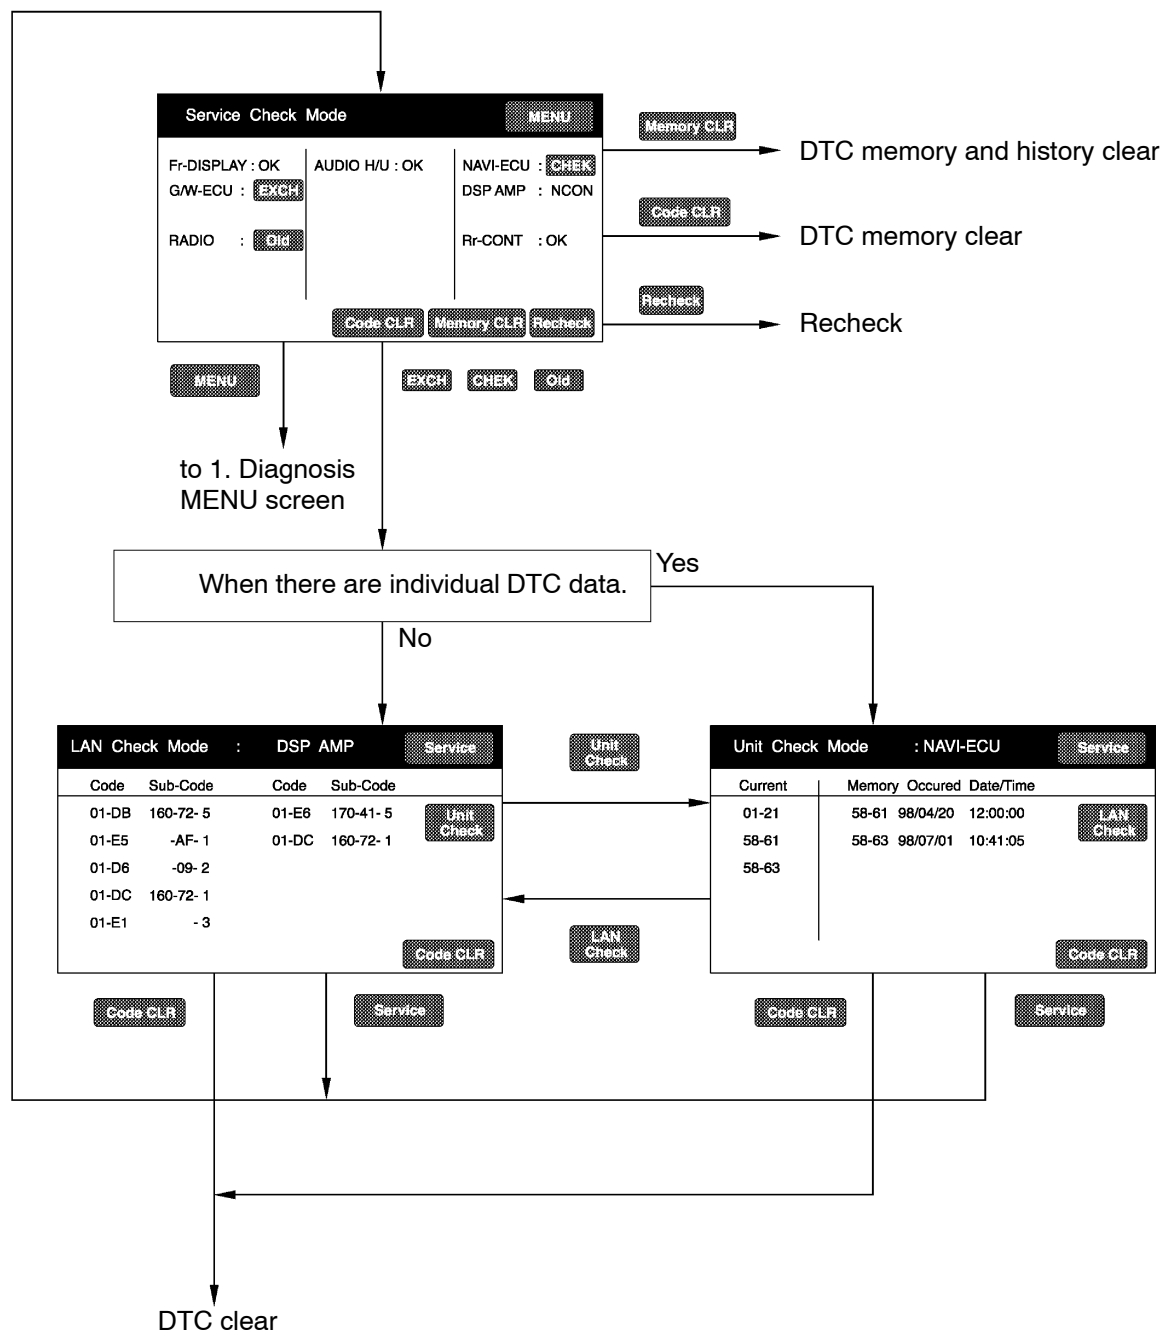 Service Check Mode MENU
Fr-DISPLAY : OK AUDIO H/U : OK NAVI-ECU : CHEK
G/W-ECU : EXCH DSP AMP : NCON
RADIO : Old Rr-CONT : OK
Code CLR Memory CLR Recheck
Memory CLR
DTC memory and history clear
Code CLR
DTC memory clear
Recheck
Recheck
MENU
EXCH CHEK Old
to 1. Diagnosis
MENU screen
When there are individual DTC data.
Yes
No
LAN Check Mode : DSP AMP Service
Code Sub-Code Code Sub-Code
01-DB 160-72- 5 01-E6 170-41- 5
01-E5 -AF- 1 01-DC 160-72- 1
01-D6 -09- 2
01-DC 160-72- 1
01-E1 - 3
Unit
Check
Code CLR
Unit
Check
LAN
Check
Unit Check Mode : NAVI-ECU Service
Current Memory Occured Date/Time
01-21 58-61 98/04/20 12:00:00
58-61 58-63 98/07/01 10:41:05
58-63
LAN
Check
Code CLR
Code CLR
Service
Code CLR
Service
DTC clear